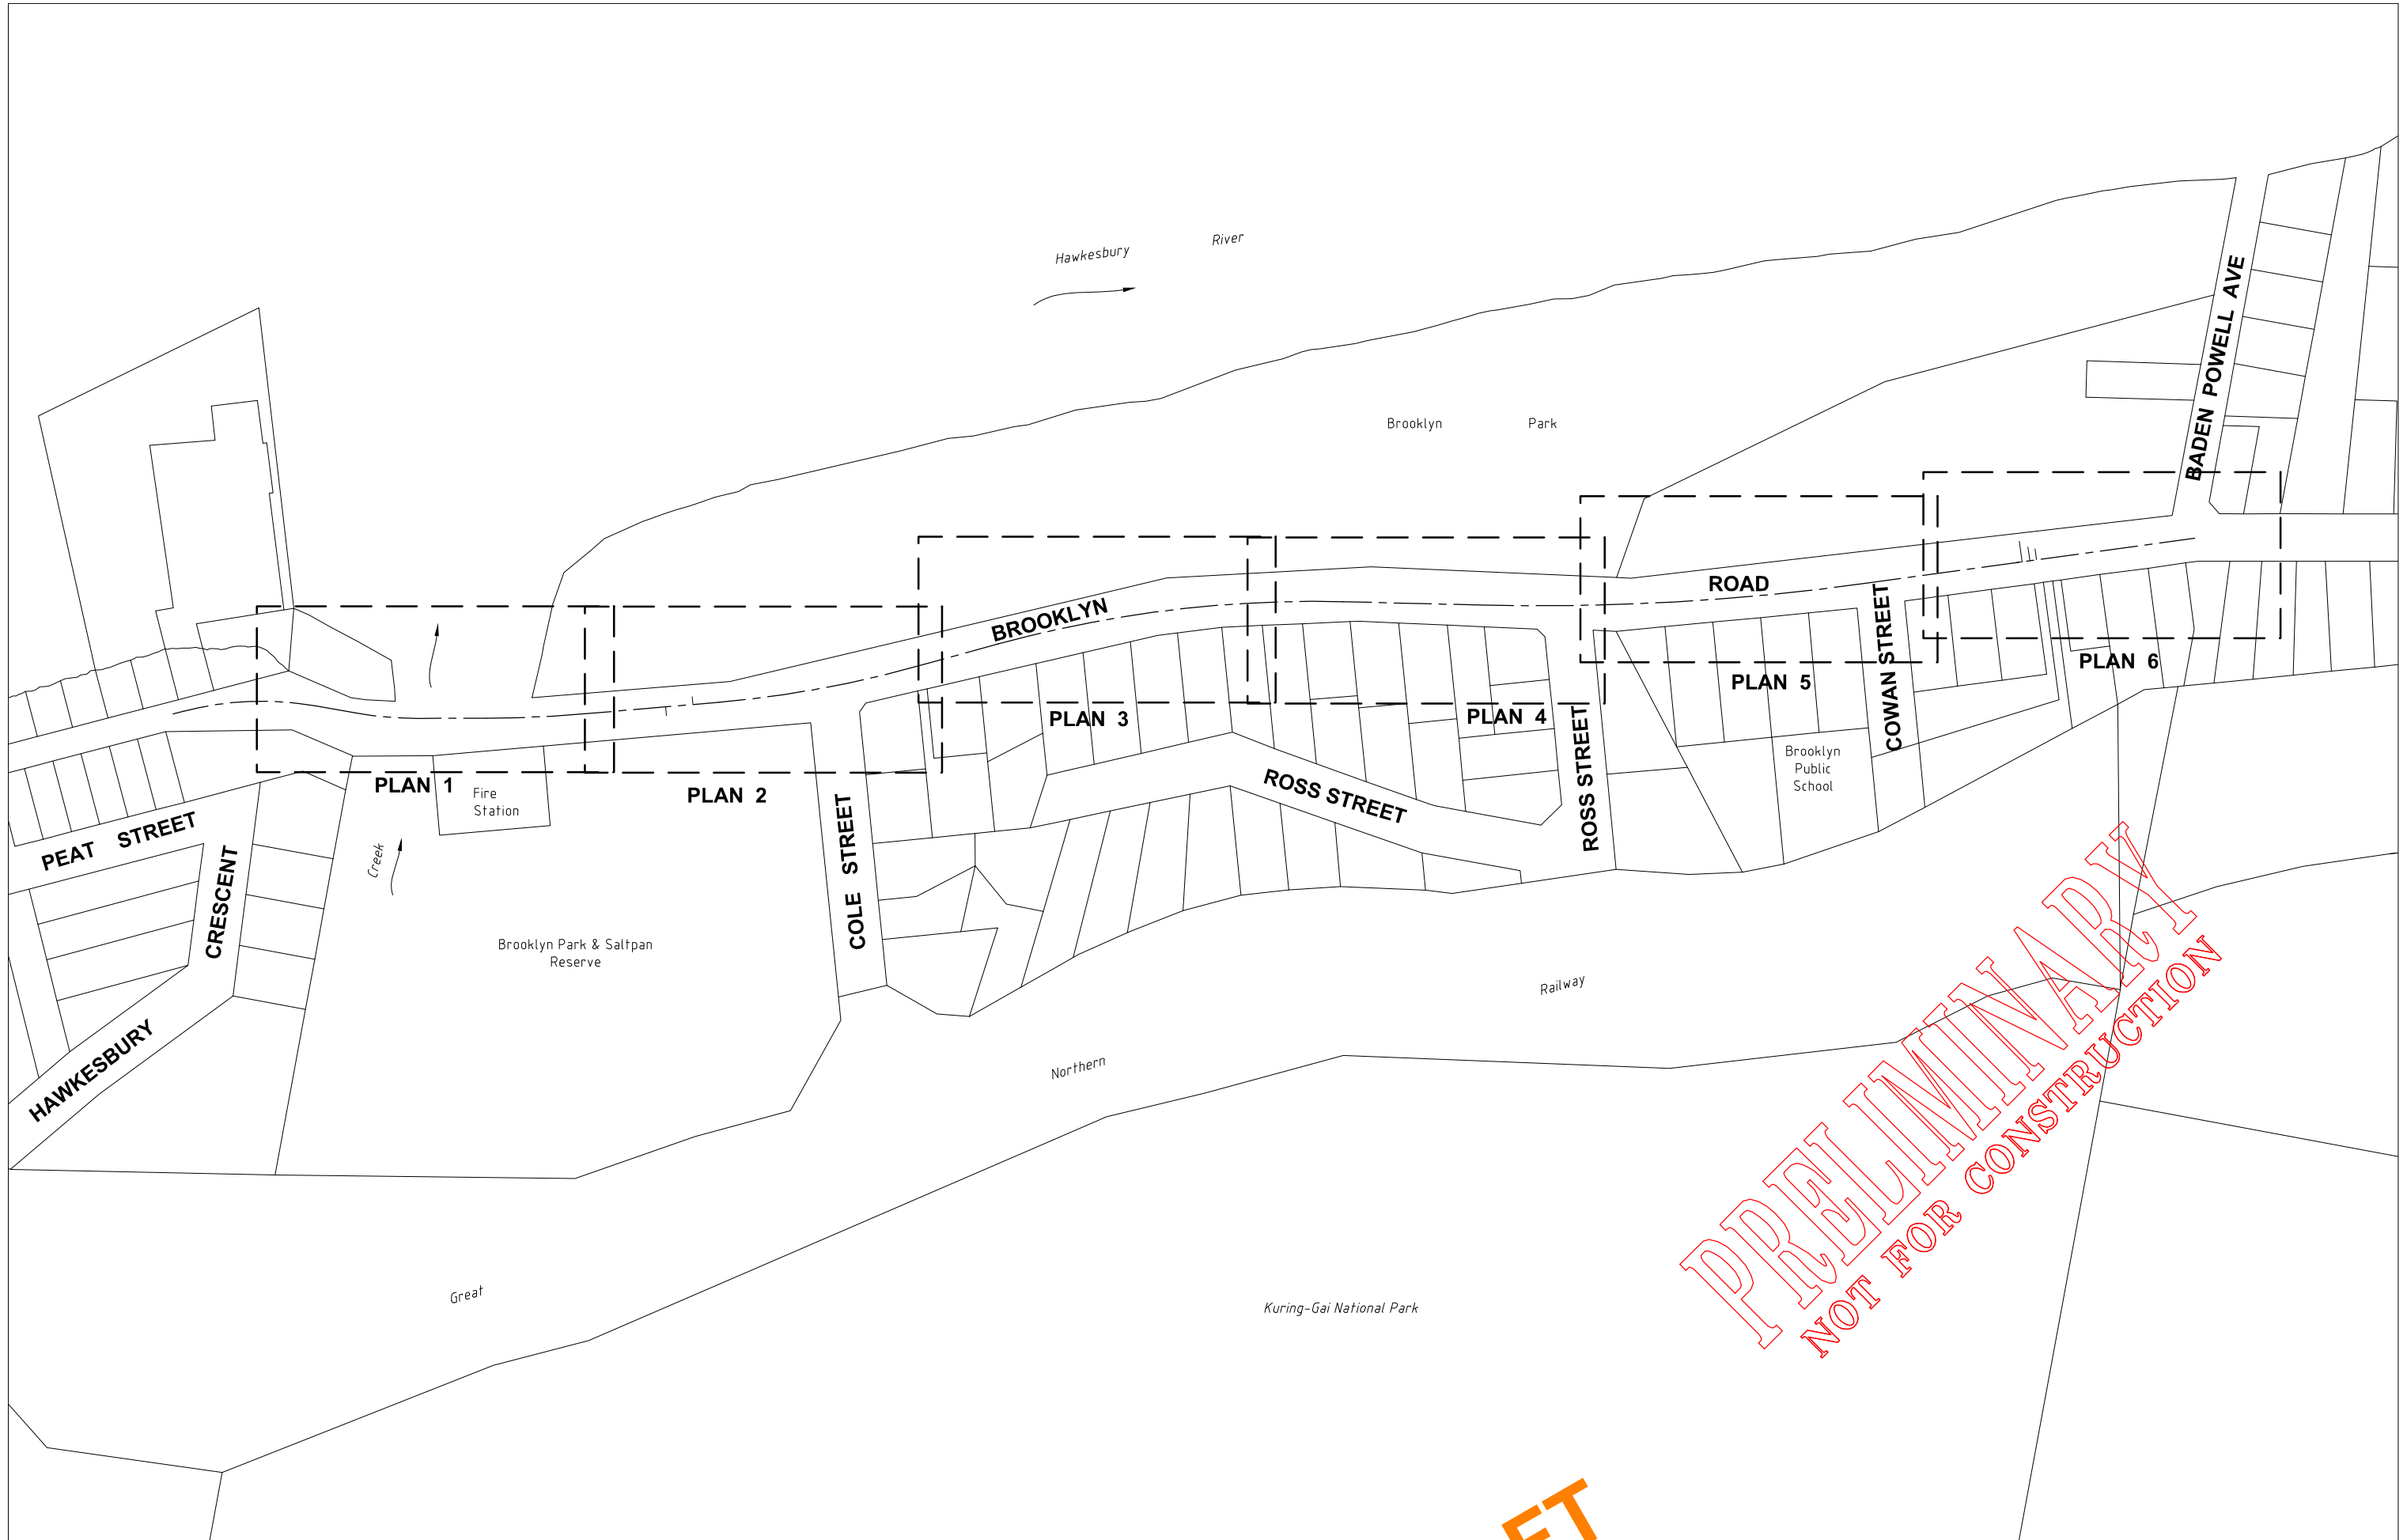 Hawkesbury River
Brooklyn Park
BADEN POWELL AVE
BROOKLYN ROAD
COWAN STREET
PLAN 1
PLAN 2
PLAN 3
PLAN 4
PLAN 5
PLAN 6
Fire
Station
PEAT STREET
HAWKESBURY CRESCENT
Creek
COLE STREET
ROSS STREET
ROSS STREET
Brooklyn
Public
School
Brooklyn Park & Saltpan
Reserve
Great Northern Railway
Kuring-Gai National Park
PRELIMINARY
NOT FOR CONSTRUCTION